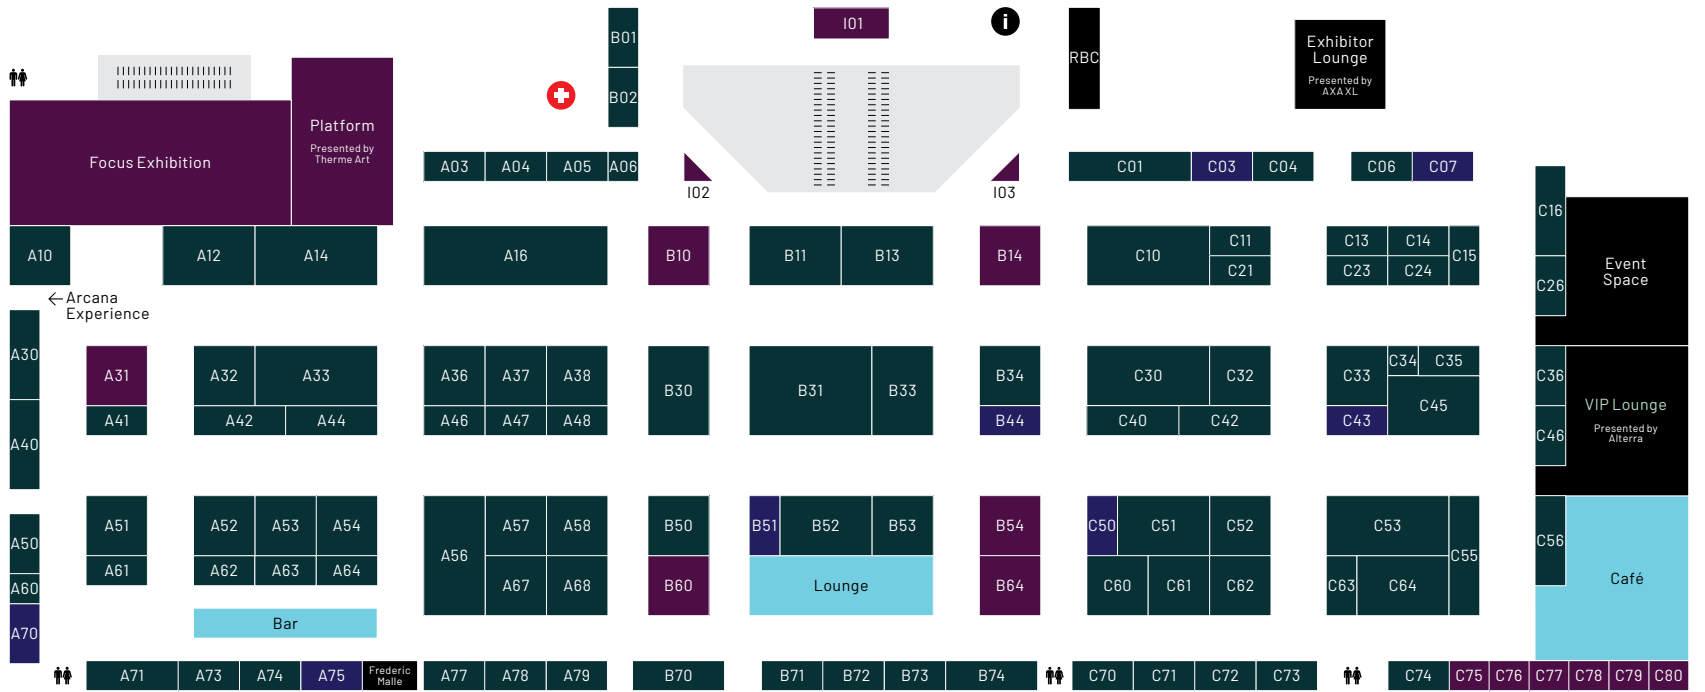 I01
B01
i
RBC
Exhibitor
Lounge
Presented by
AXA XL
B02
Platform
Presented by
Therme Art
Focus Exhibition
A03 A04 A05 A06
I02
I03
C01 C03 C04 C06 C07
C16
A10 A12 A14 A16 B10 B11 B13 B14 C10 C11 C13 C14 C15
C21 C23 C24
C26
Event
Space
← Arcana
Experience
A30 A31 A32 A33 A36 A37 A38 B30 B31 B33 B34 C30 C32 C33 C34 C35 C36
A40 A41 A42 A44 A46 A47 A48 B44 C40 C42 C43 C45 C46
VIP Lounge
Presented by
Alterra
A50 A51 A52 A53 A54 A56 A57 A58 B50 B51 B52 B53 B54 C50 C51 C52 C53 C55 C56
A60 A61 A62 A63 A64 A67 A68 B60 Lounge B64 C60 C61 C62 C63 C64 Café
A70 Bar
A71 A73 A74 A75 Frederic
Malle
A77 A78 A79 B70 B71 B72 B73 B74 C70 C71 C72 C73 C74 C75 C76 C77 C78 C79 C80